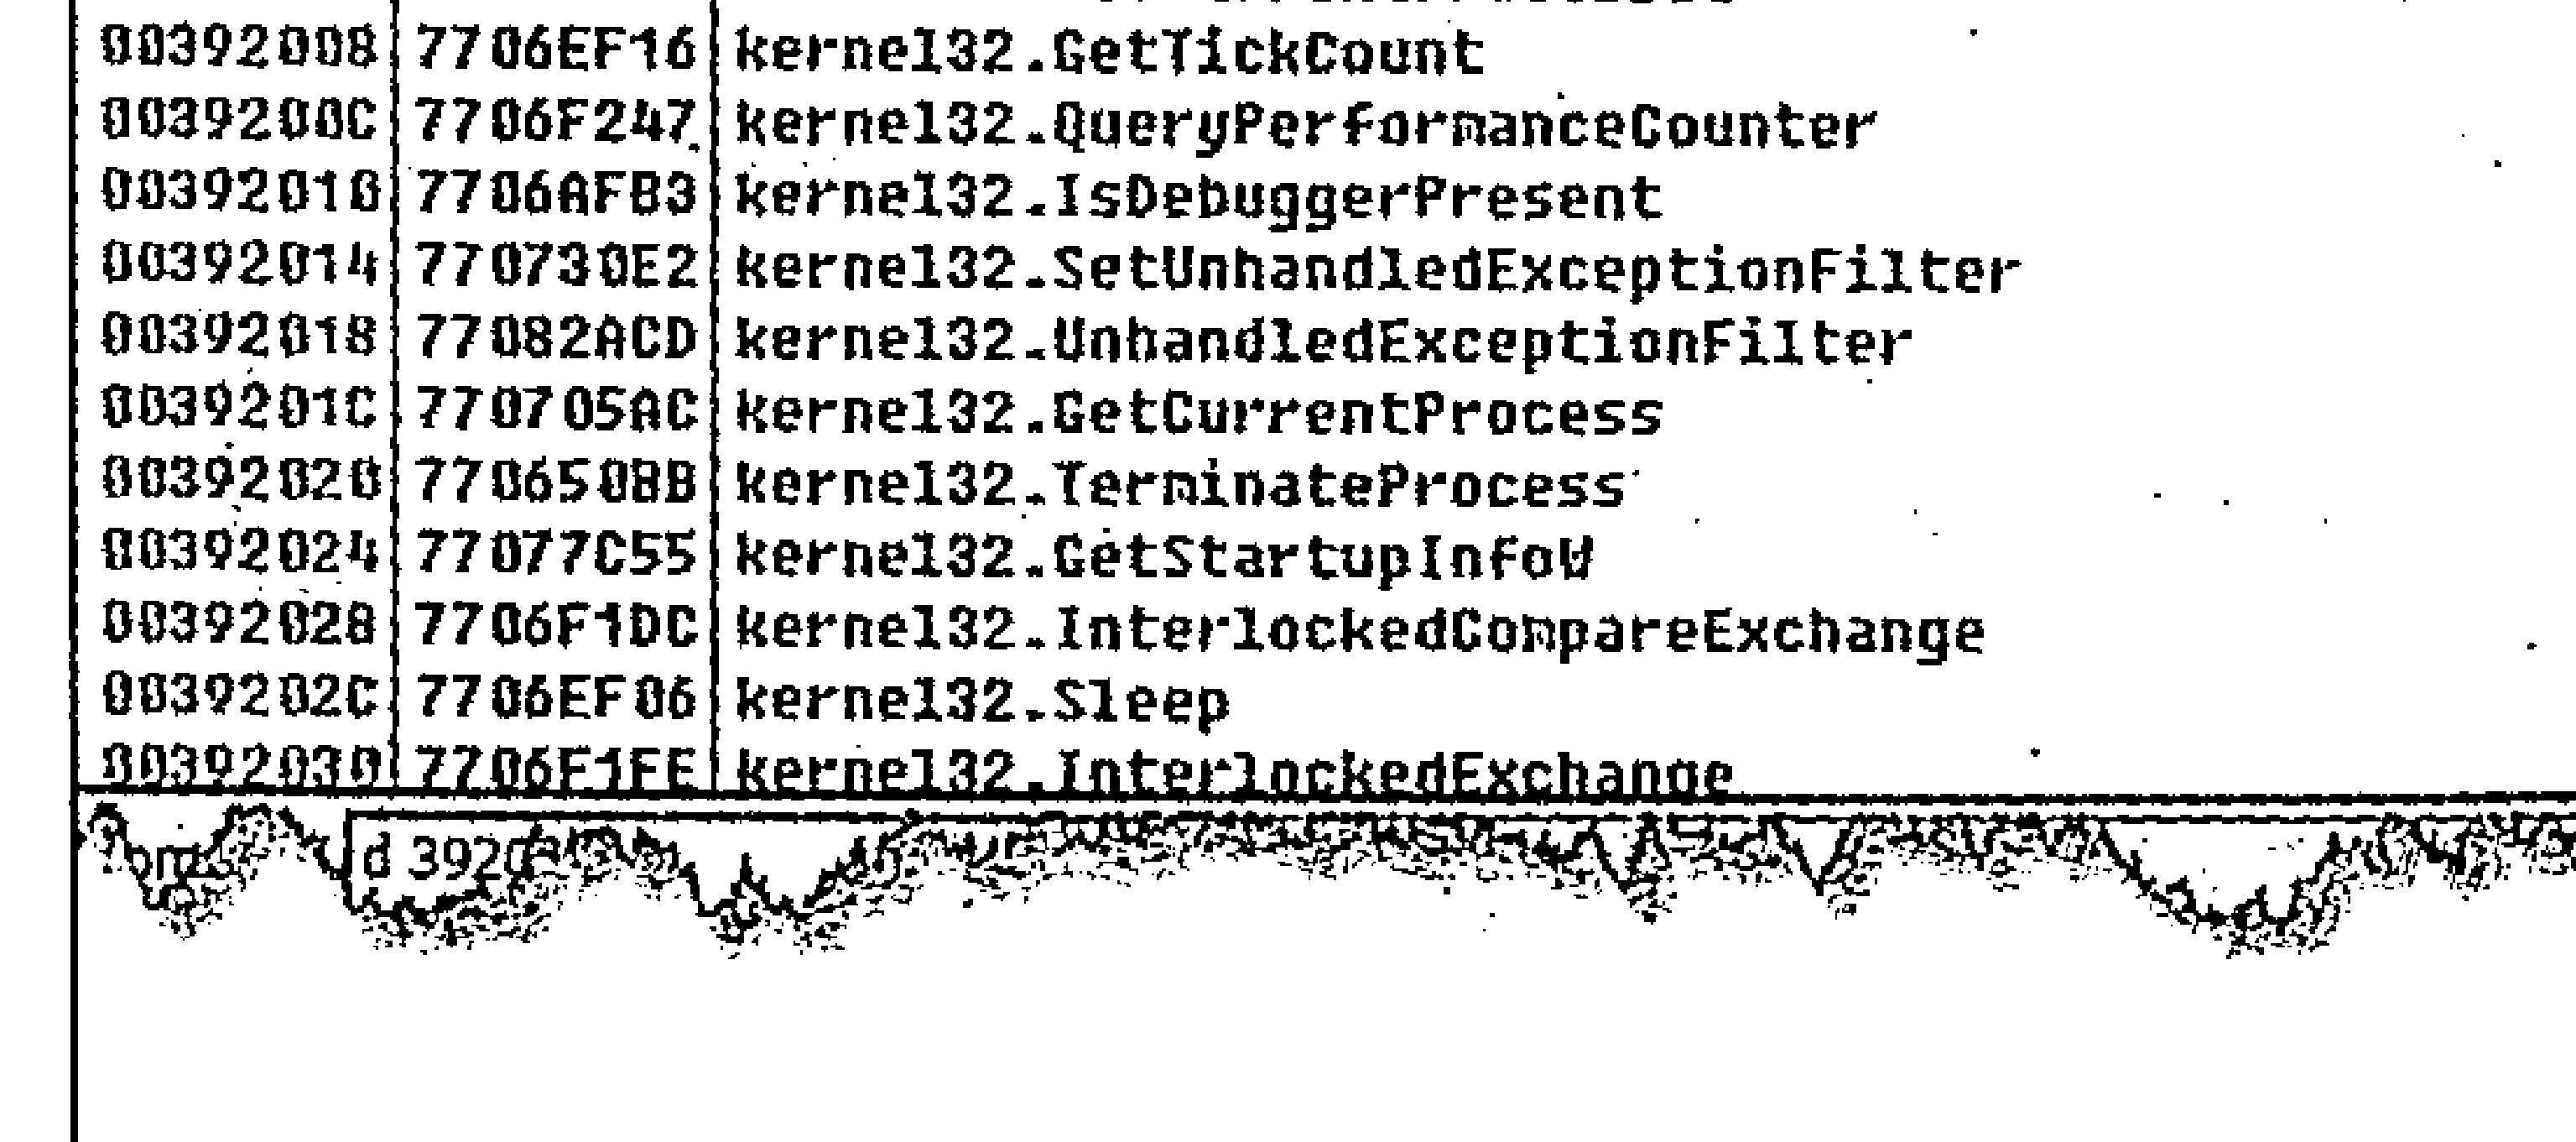 00392008 7706EF16 kernel32.GetTickCount
0039200C 7706F247 kernel32.QueryPerformanceCounter
00392010 7706AFB3 kernel32.IsDebuggerPresent
00392014 770730E2 kernel32.SetUnhandledExceptionFilter
00392018 77082ACD kernel32.UnhandledExceptionFilter
0039201C 770705AC kernel32.GetCurrentProcess
00392020 7706508B kernel32.TerminateProcess
00392024 77077C55 kernel32.GetStartupInfoW
00392028 7706F1DC kernel32.InterlockedCompareExchange
0039202C 7706EF06 kernel32.Sleep
00392030 kernel32.InterlockedExchange
d